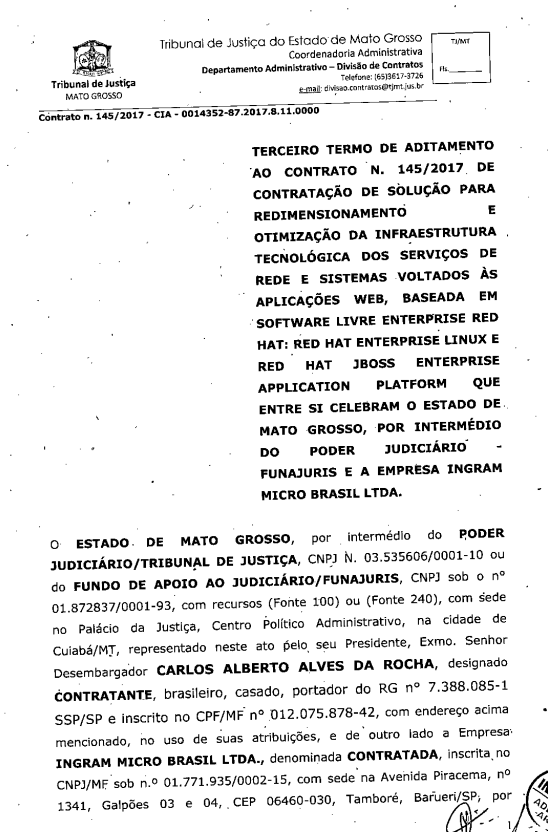 Tribunal de Justiça
MATO GROSSO
Tribunal de Justiça do Estado de Mato Grosso
Coordenadoria Administrativa
Departamento Administrativo – Divisão de Contratos
Telefone: (65)3617-3726
e-mail: divisao.contratos@tjmt.jus.br
TJ/MT
Fls.______
Contrato n. 145/2017 - CIA - 0014352-87.2017.8.11.0000
TERCEIRO TERMO DE ADITAMENTO
AO CONTRATO N. 145/2017 DE
CONTRATAÇÃO DE SOLUÇÃO PARA
REDIMENSIONAMENTO E
OTIMIZAÇÃO DA INFRAESTRUTURA
TECNOLÓGICA DOS SERVIÇOS DE
REDE E SISTEMAS VOLTADOS ÀS
APLICAÇÕES WEB, BASEADA EM
SOFTWARE LIVRE ENTERPRISE RED
HAT: RED HAT ENTERPRISE LINUX E
RED HAT JBOSS ENTERPRISE
APPLICATION PLATFORM QUE
ENTRE SI CELEBRAM O ESTADO DE
MATO GROSSO, POR INTERMÉDIO
DO PODER JUDICIÁRIO -
FUNAJURIS E A EMPRESA INGRAM
MICRO BRASIL LTDA.
O ESTADO DE MATO GROSSO, por intermédio do PODER
JUDICIÁRIO/TRIBUNAL DE JUSTIÇA, CNPJ N. 03.535606/0001-10 ou
do FUNDO DE APOIO AO JUDICIÁRIO/FUNAJURIS, CNPJ sob o nº
01.872837/0001-93, com recursos (Fonte 100) ou (Fonte 240), com sede
no Palácio da Justiça, Centro Político Administrativo, na cidade de
Cuiabá/MT, representado neste ato pelo seu Presidente, Exmo. Senhor
Desembargador CARLOS ALBERTO ALVES DA ROCHA, designado
CONTRATANTE, brasileiro, casado, portador do RG nº 7.388.085-1
SSP/SP e inscrito no CPF/MF nº 012.075.878-42, com endereço acima
mencionado, no uso de suas atribuições, e de outro lado a Empresa
INGRAM MICRO BRASIL LTDA., denominada CONTRATADA, inscrita no
CNPJ/MF sob n.º 01.771.935/0002-15, com sede na Avenida Piracema, nº
1341, Galpões 03 e 04, CEP 06460-030, Tamboré, Barueri/SP, por